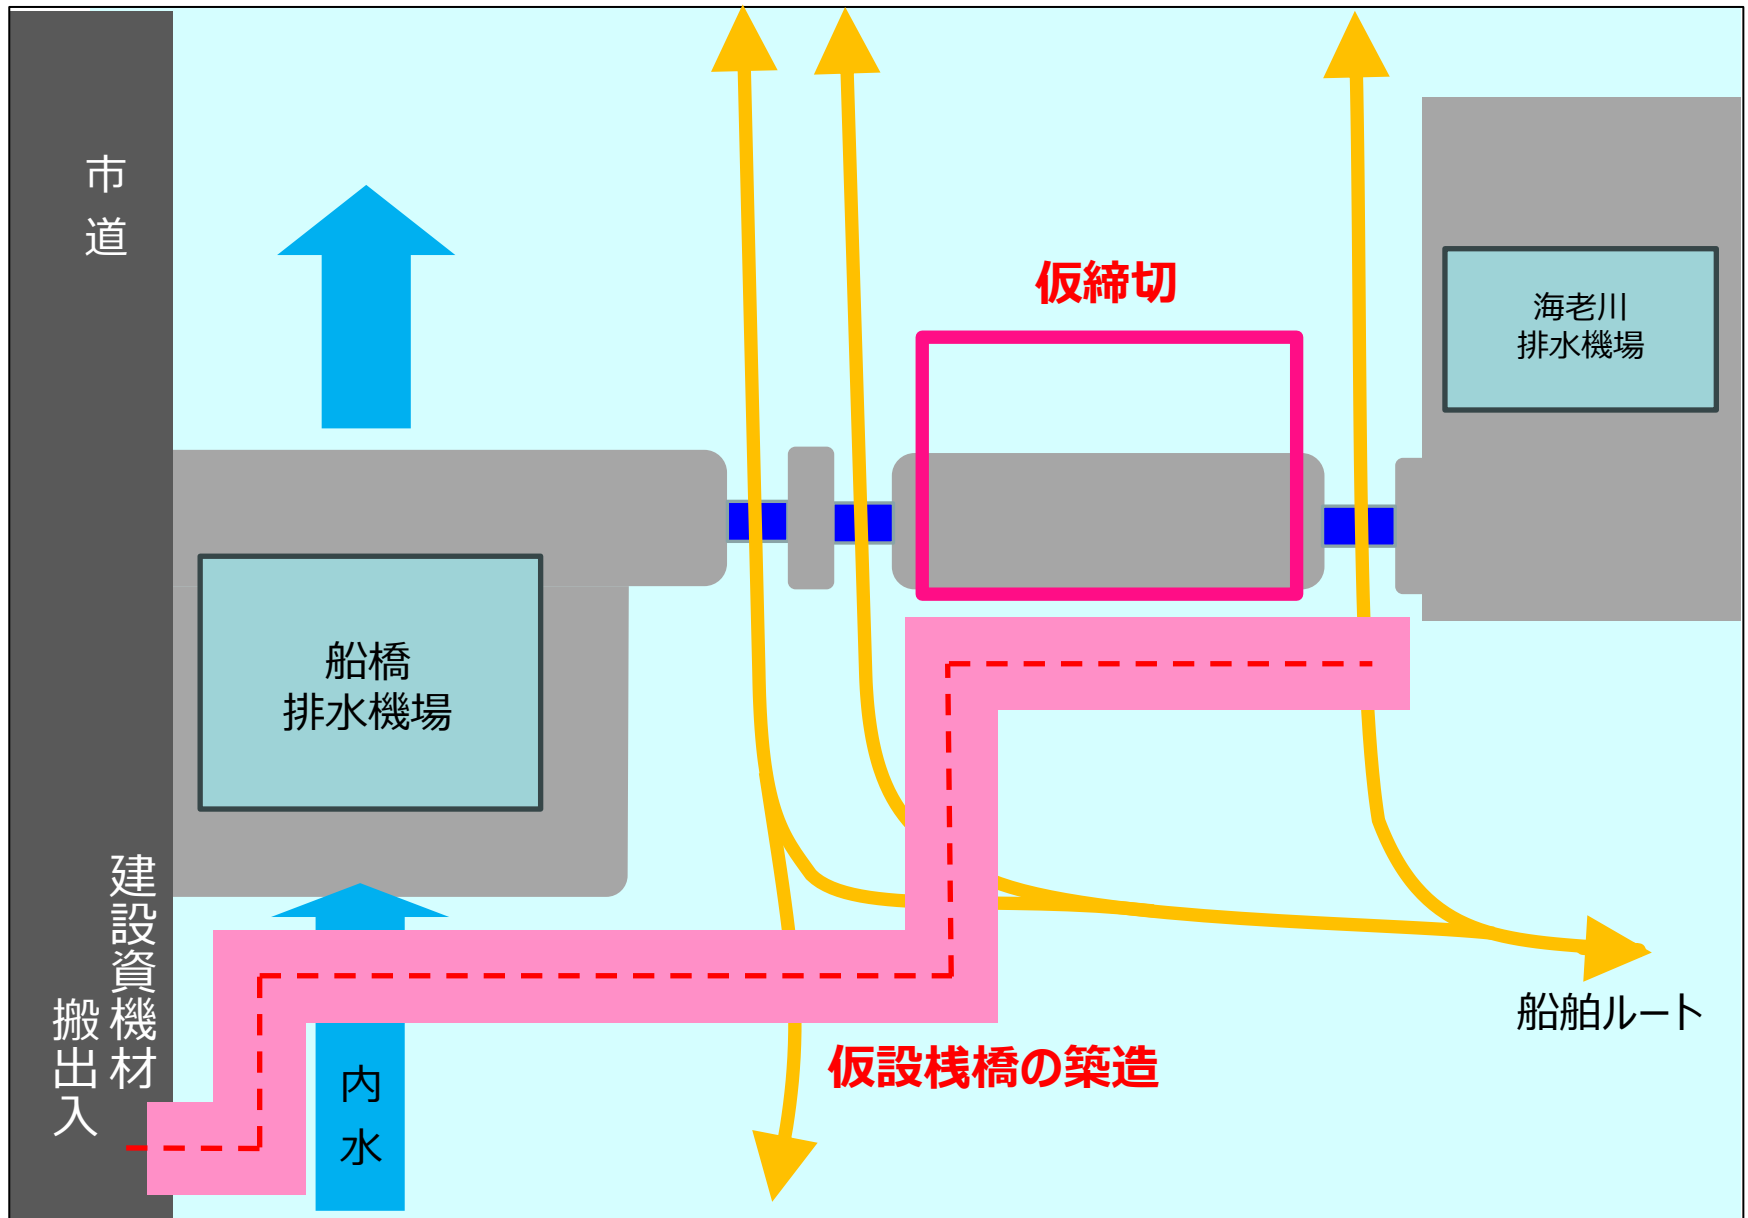 市道
仮締切
海老川
排水機場
船橋
排水機場
建設資機材
搬出入
船舶ルート
仮設桟橋の築造
内水